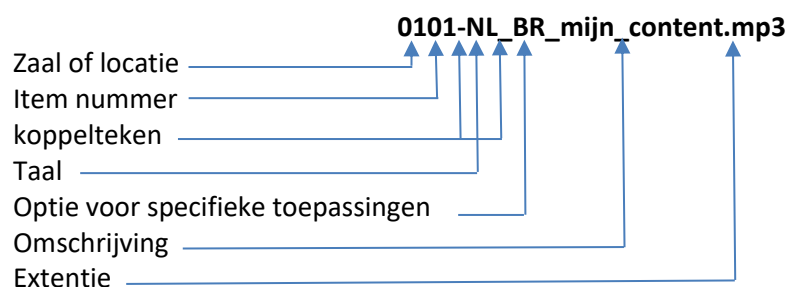 0101-NL_BR_mijn_content.mp3
Zaal of locatie
Item nummer
koppelteken
Taal
Optie voor specifieke toepassingen
Omschrijving
Extentie